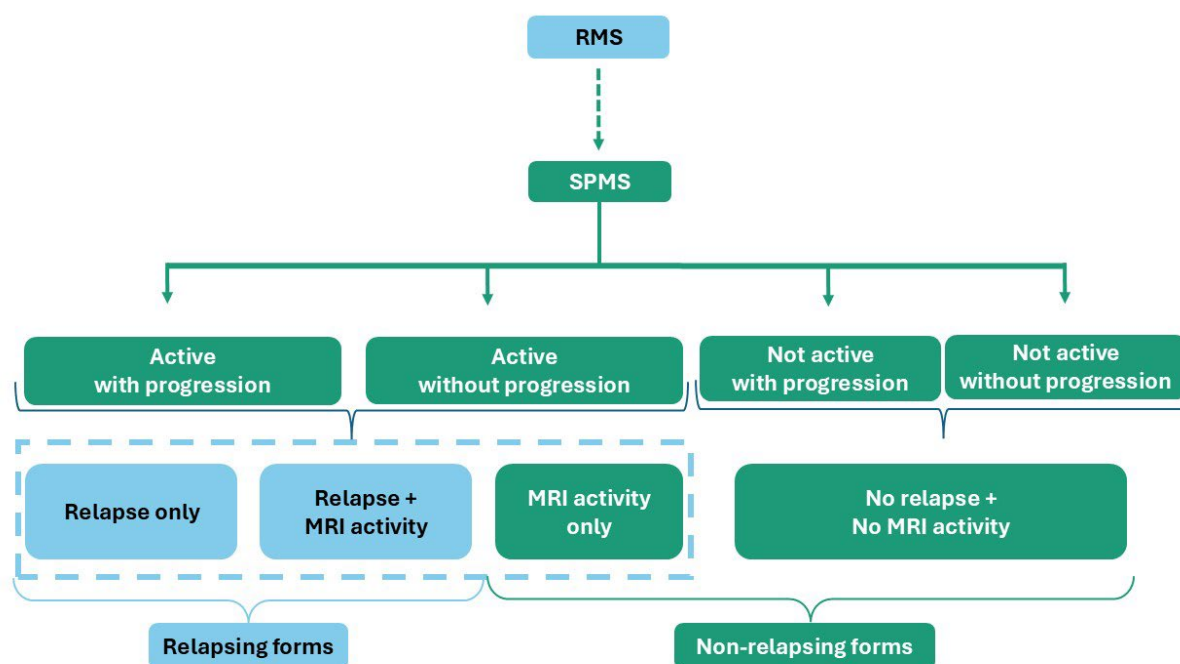 RMS
SPMS
Active
with progression
Active
without progression
Not active
with progression
Not active
without progression
Relapse only
Relapse +
MRI activity
MRI activity
only
No relapse +
No MRI activity
Relapsing forms
Non-relapsing forms